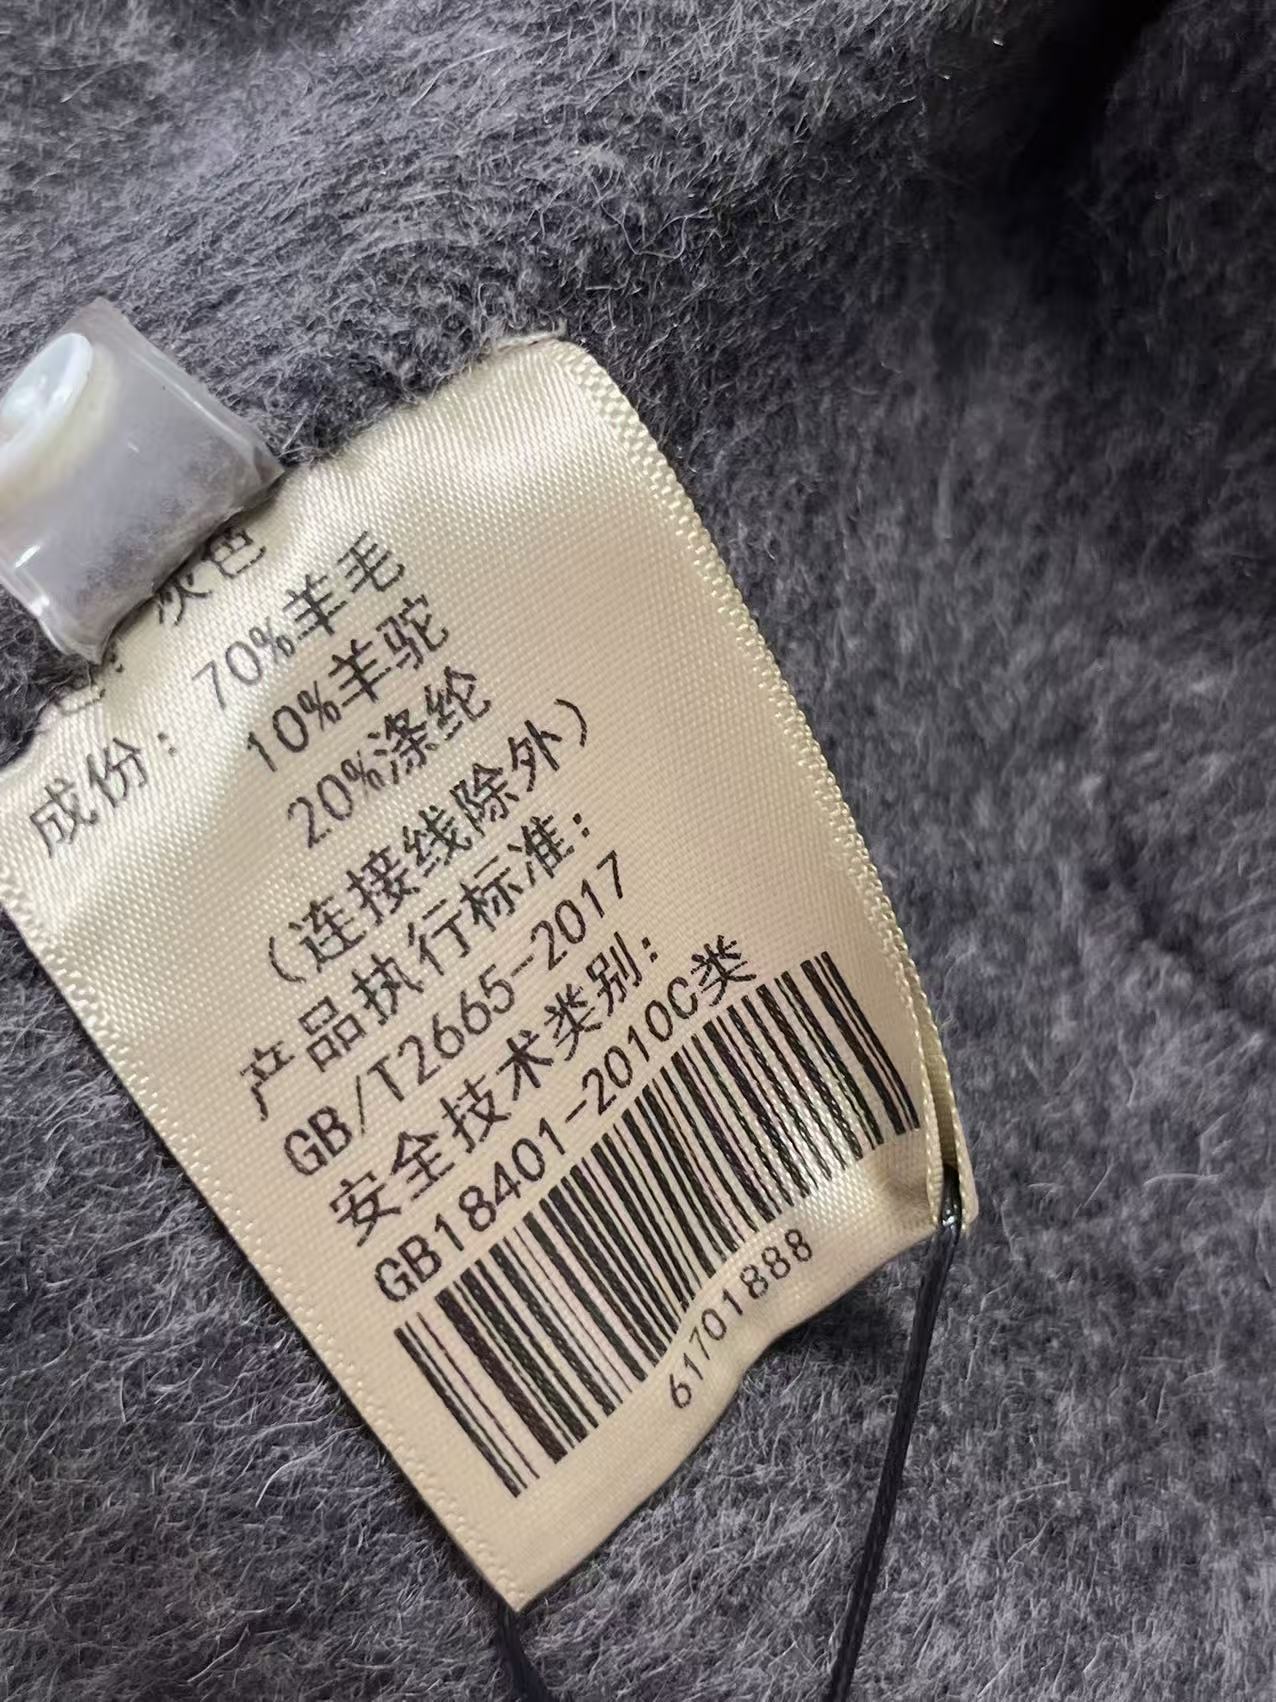 灰色
成份：70%羊毛
10%羊驼
20%涤纶
（连接线除外）
产品执行标准：
GB/T2665-2017
安全技术类别：
GB18401-2010C类
61701888